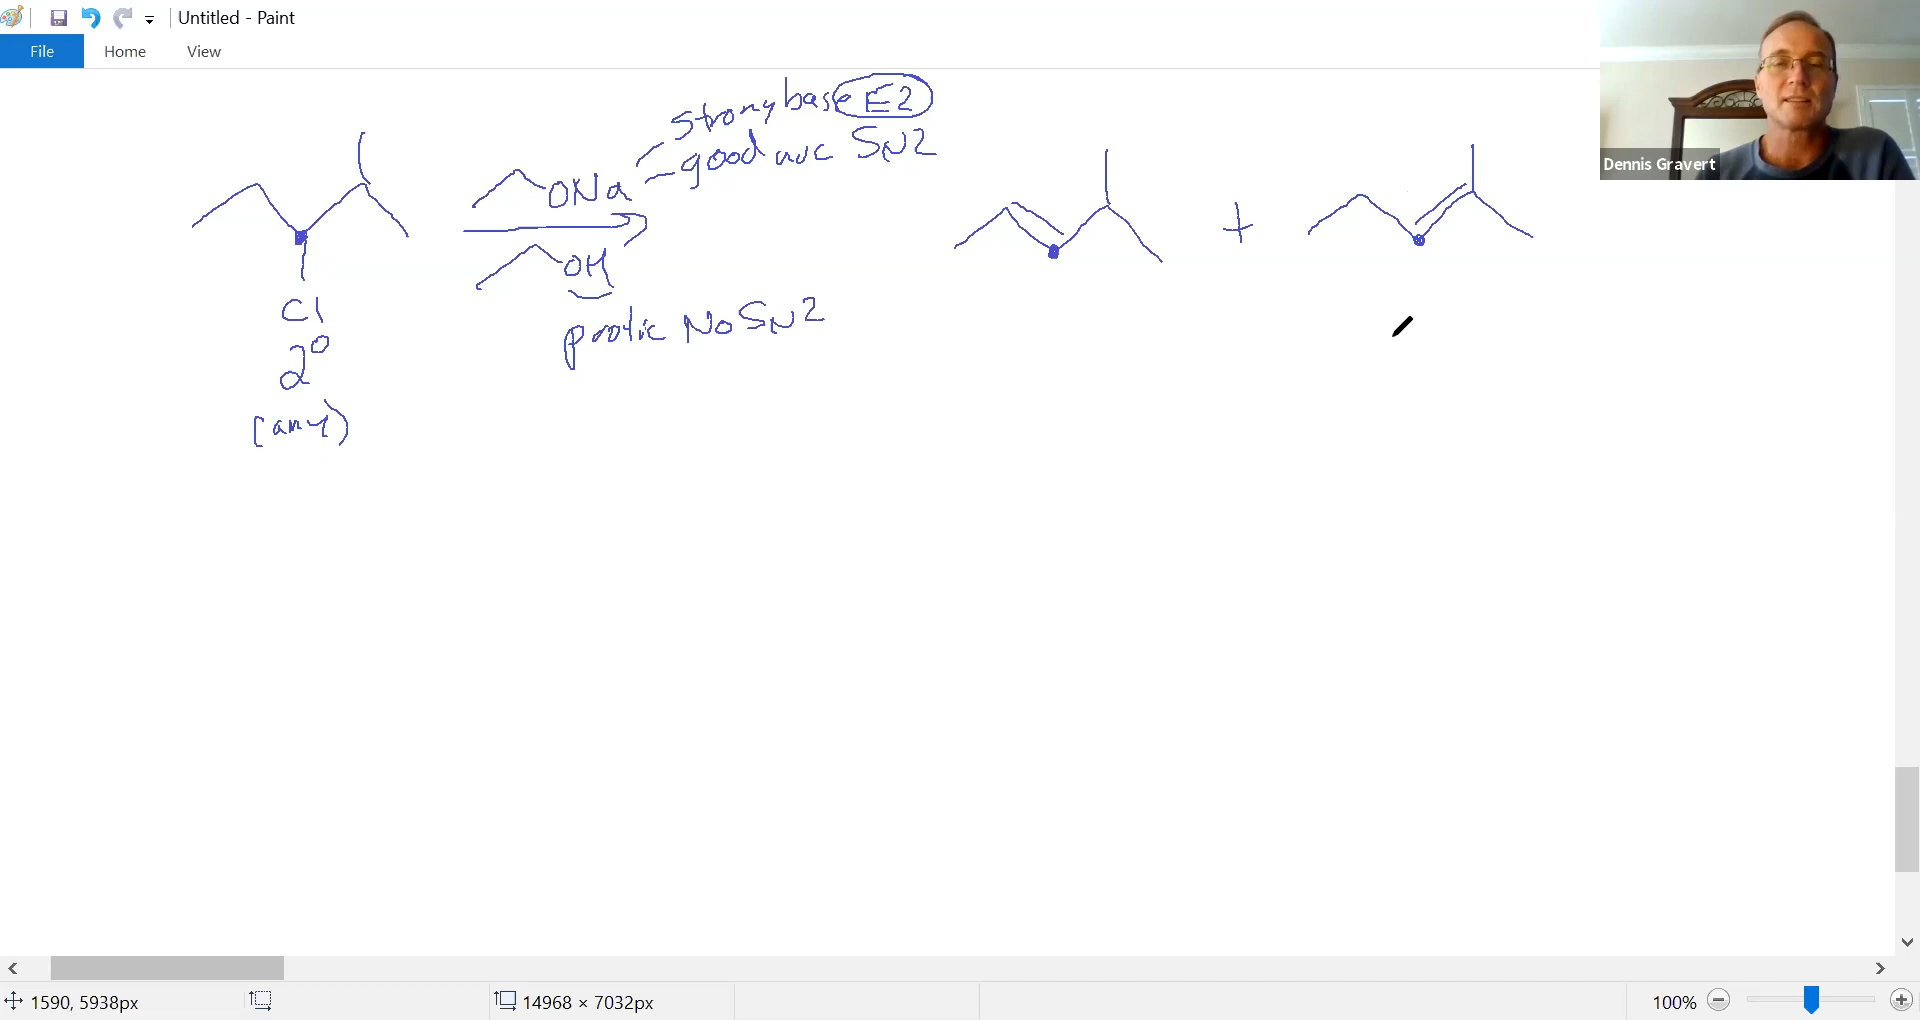 Untitled - Paint
File Home View
Dennis Gravert
strong base E2
good nuc SN2
ONa
OH
protic No SN2
Cl
2°
(any)
+
1590, 5938px
14968 × 7032px
100%